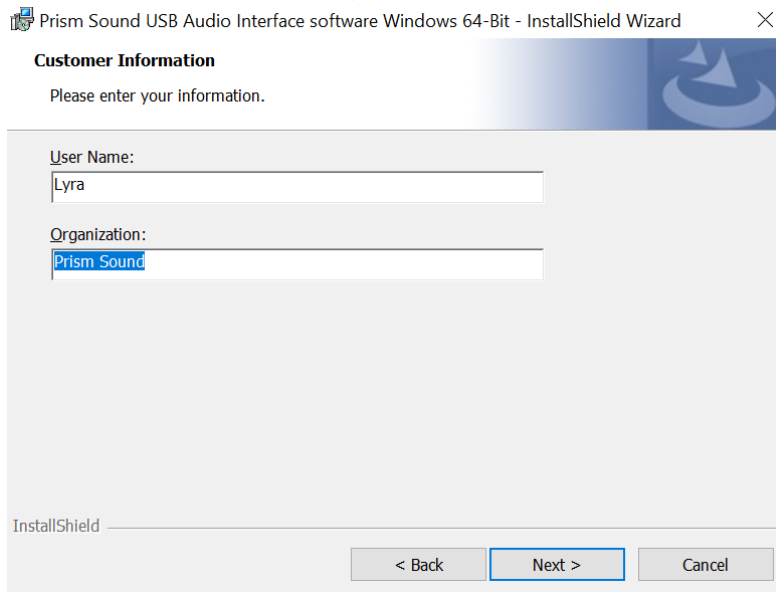 Prism Sound USB Audio Interface software Windows 64-Bit - InstallShield Wizard
Customer Information
Please enter your information.
User Name:
Lyra
Organization:
Prism Sound
InstallShield
< Back Next > Cancel